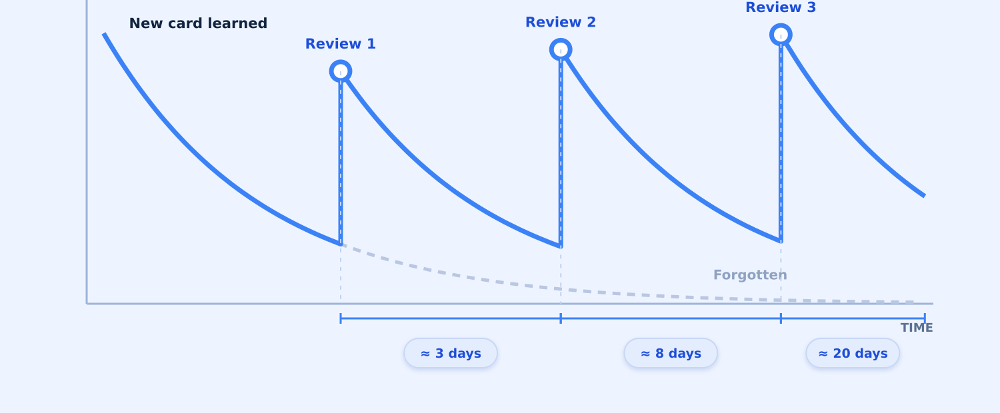 Review 3
Review 2
New card learned
Review 1
Forgotten
TIME
≈ 3 days
≈ 8 days
≈ 20 days